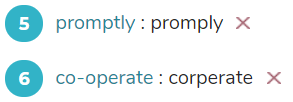 5 promptly : promply ✕
6 co-operate : corperate ✕